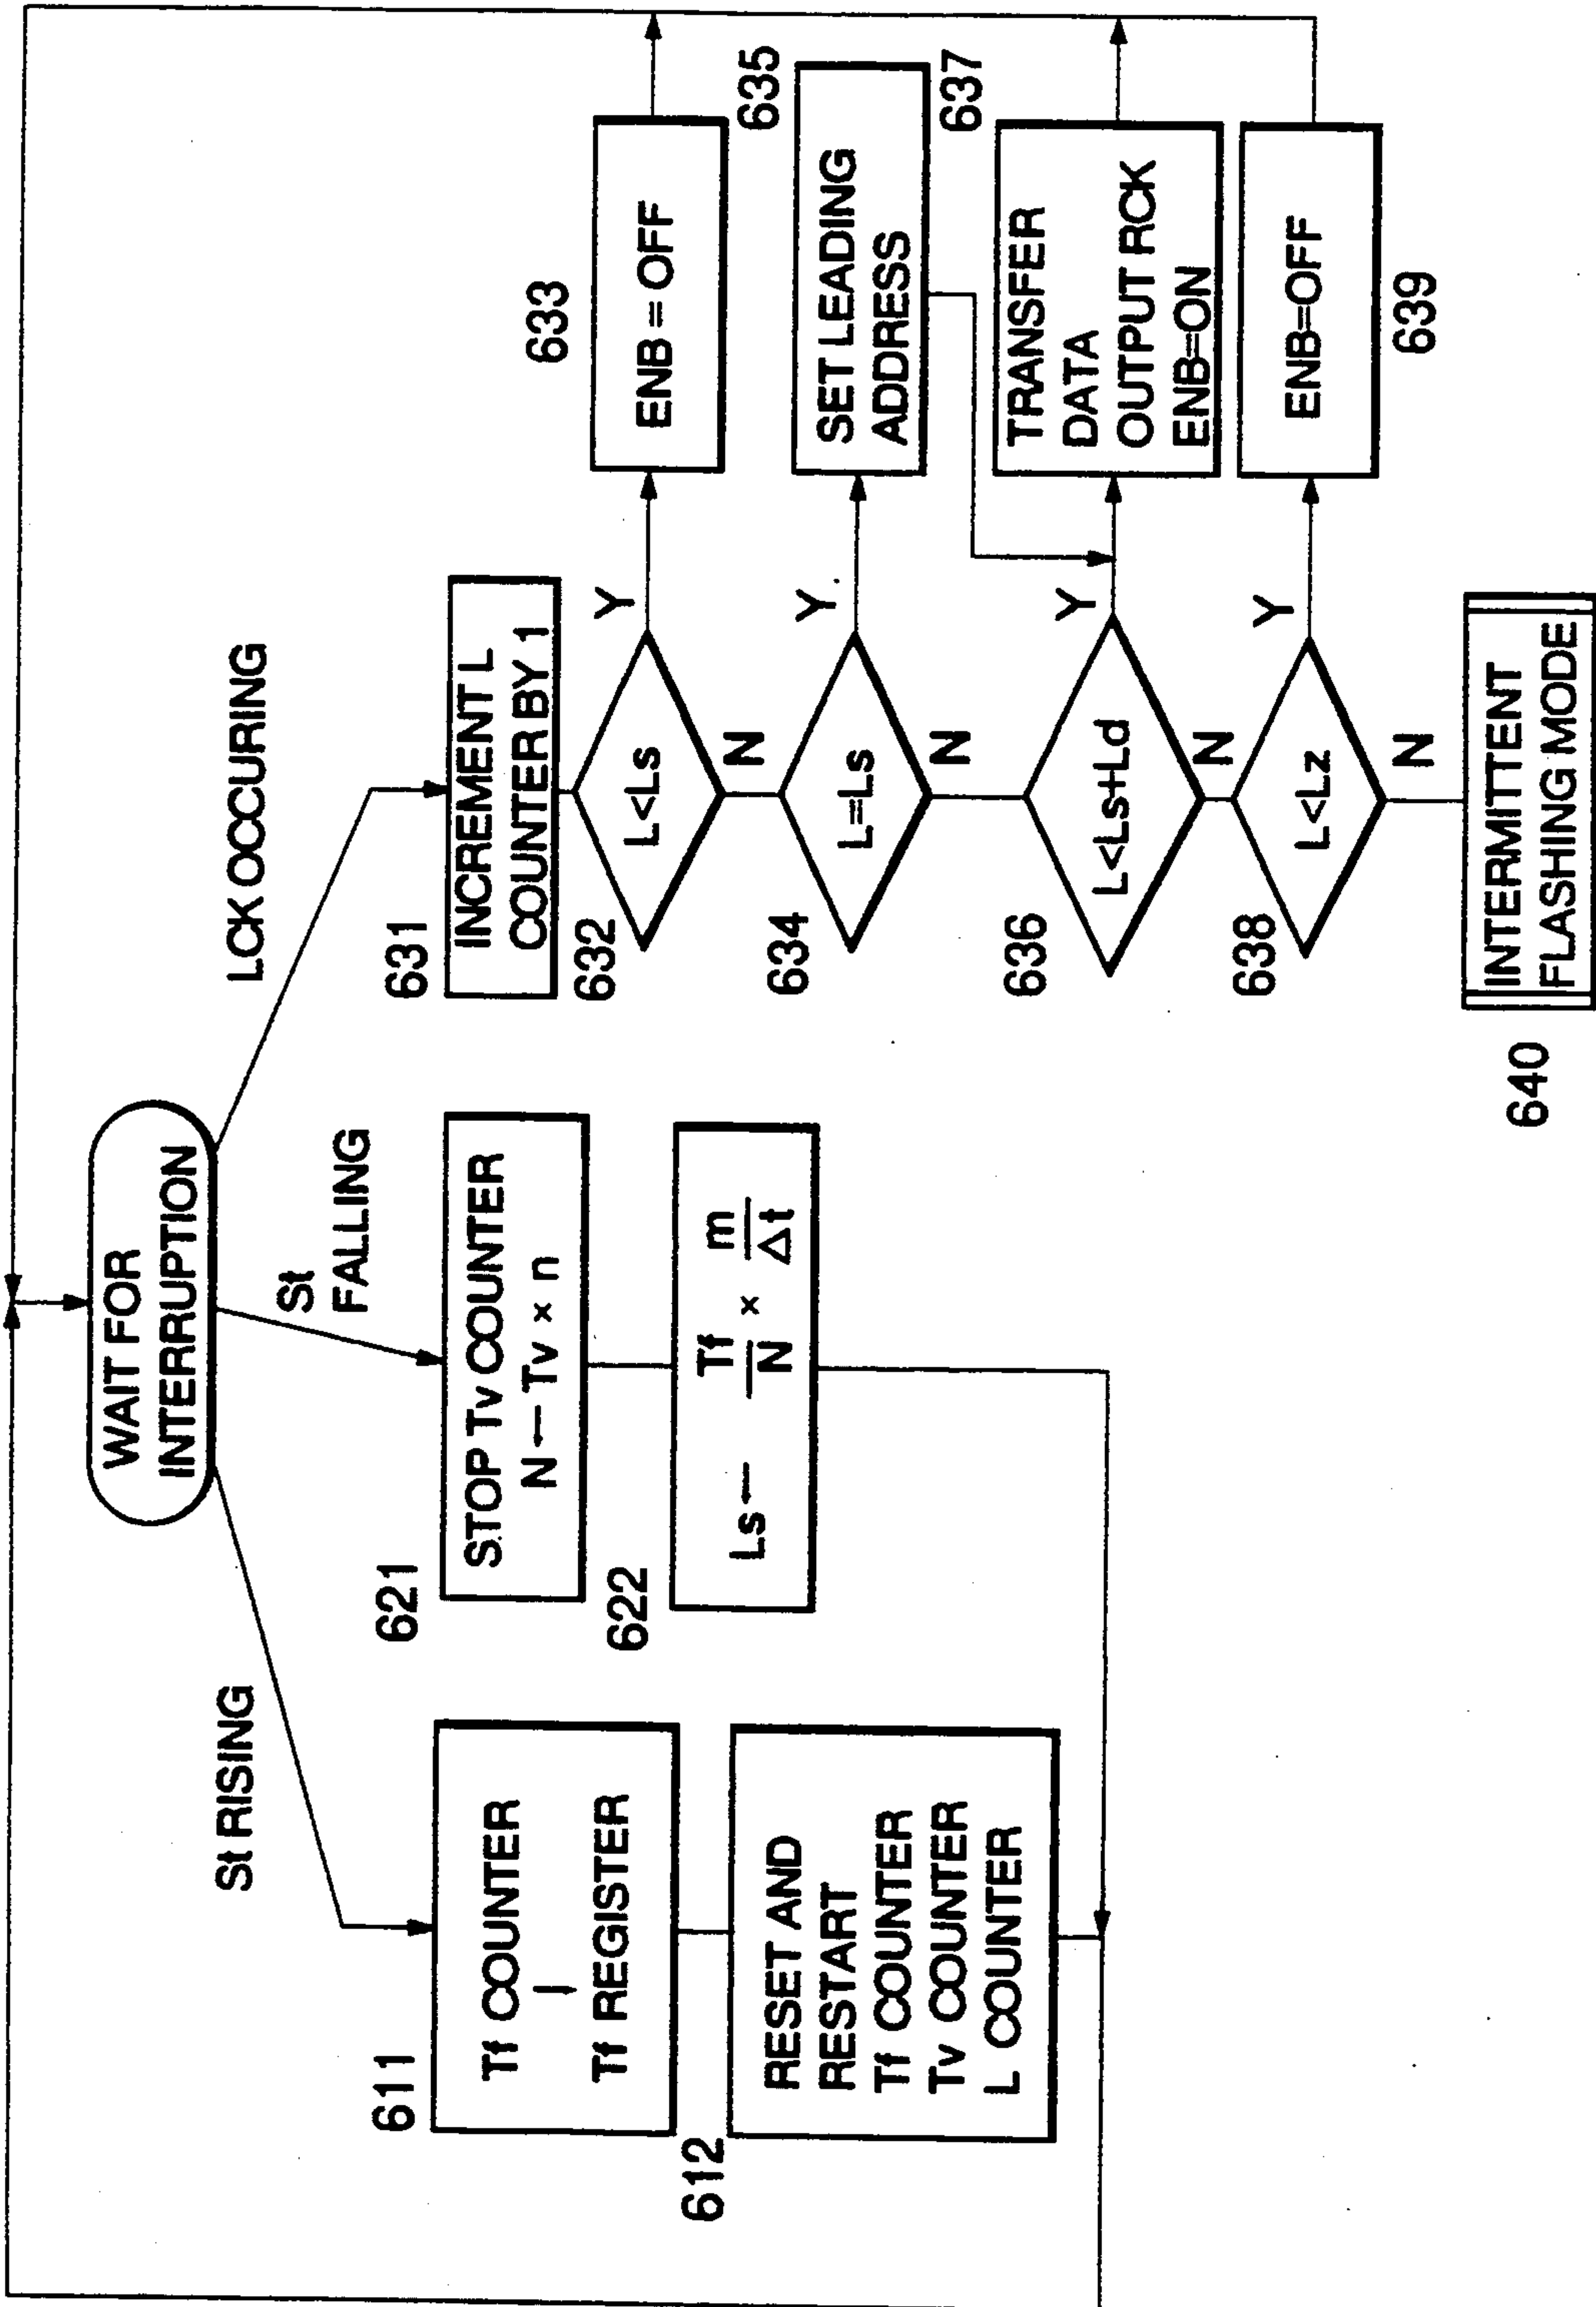 WAIT FOR
INTERRUPTION
St RISING
611
Tf COUNTER
↓
Tf REGISTER
612
RESET AND
RESTART
Tf COUNTER
Tv COUNTER
L COUNTER
St
FALLING
621
STOP Tv COUNTER
N ← Tv × n
622
Ls ← Tf/N × m/Δt
LCK OCCURING
631
INCREMENT L
COUNTER BY 1
632
L<Ls
Y
N
633
ENB = OFF
634
L=Ls
Y
N
635
SET LEADING
ADDRESS
636
L<Ls+Ld
Y
N
637
TRANSFER
DATA
OUTPUT RCK
ENB=ON
638
L<Lz
Y
N
ENB=OFF
639
640
INTERMITTENT
FLASHING MODE